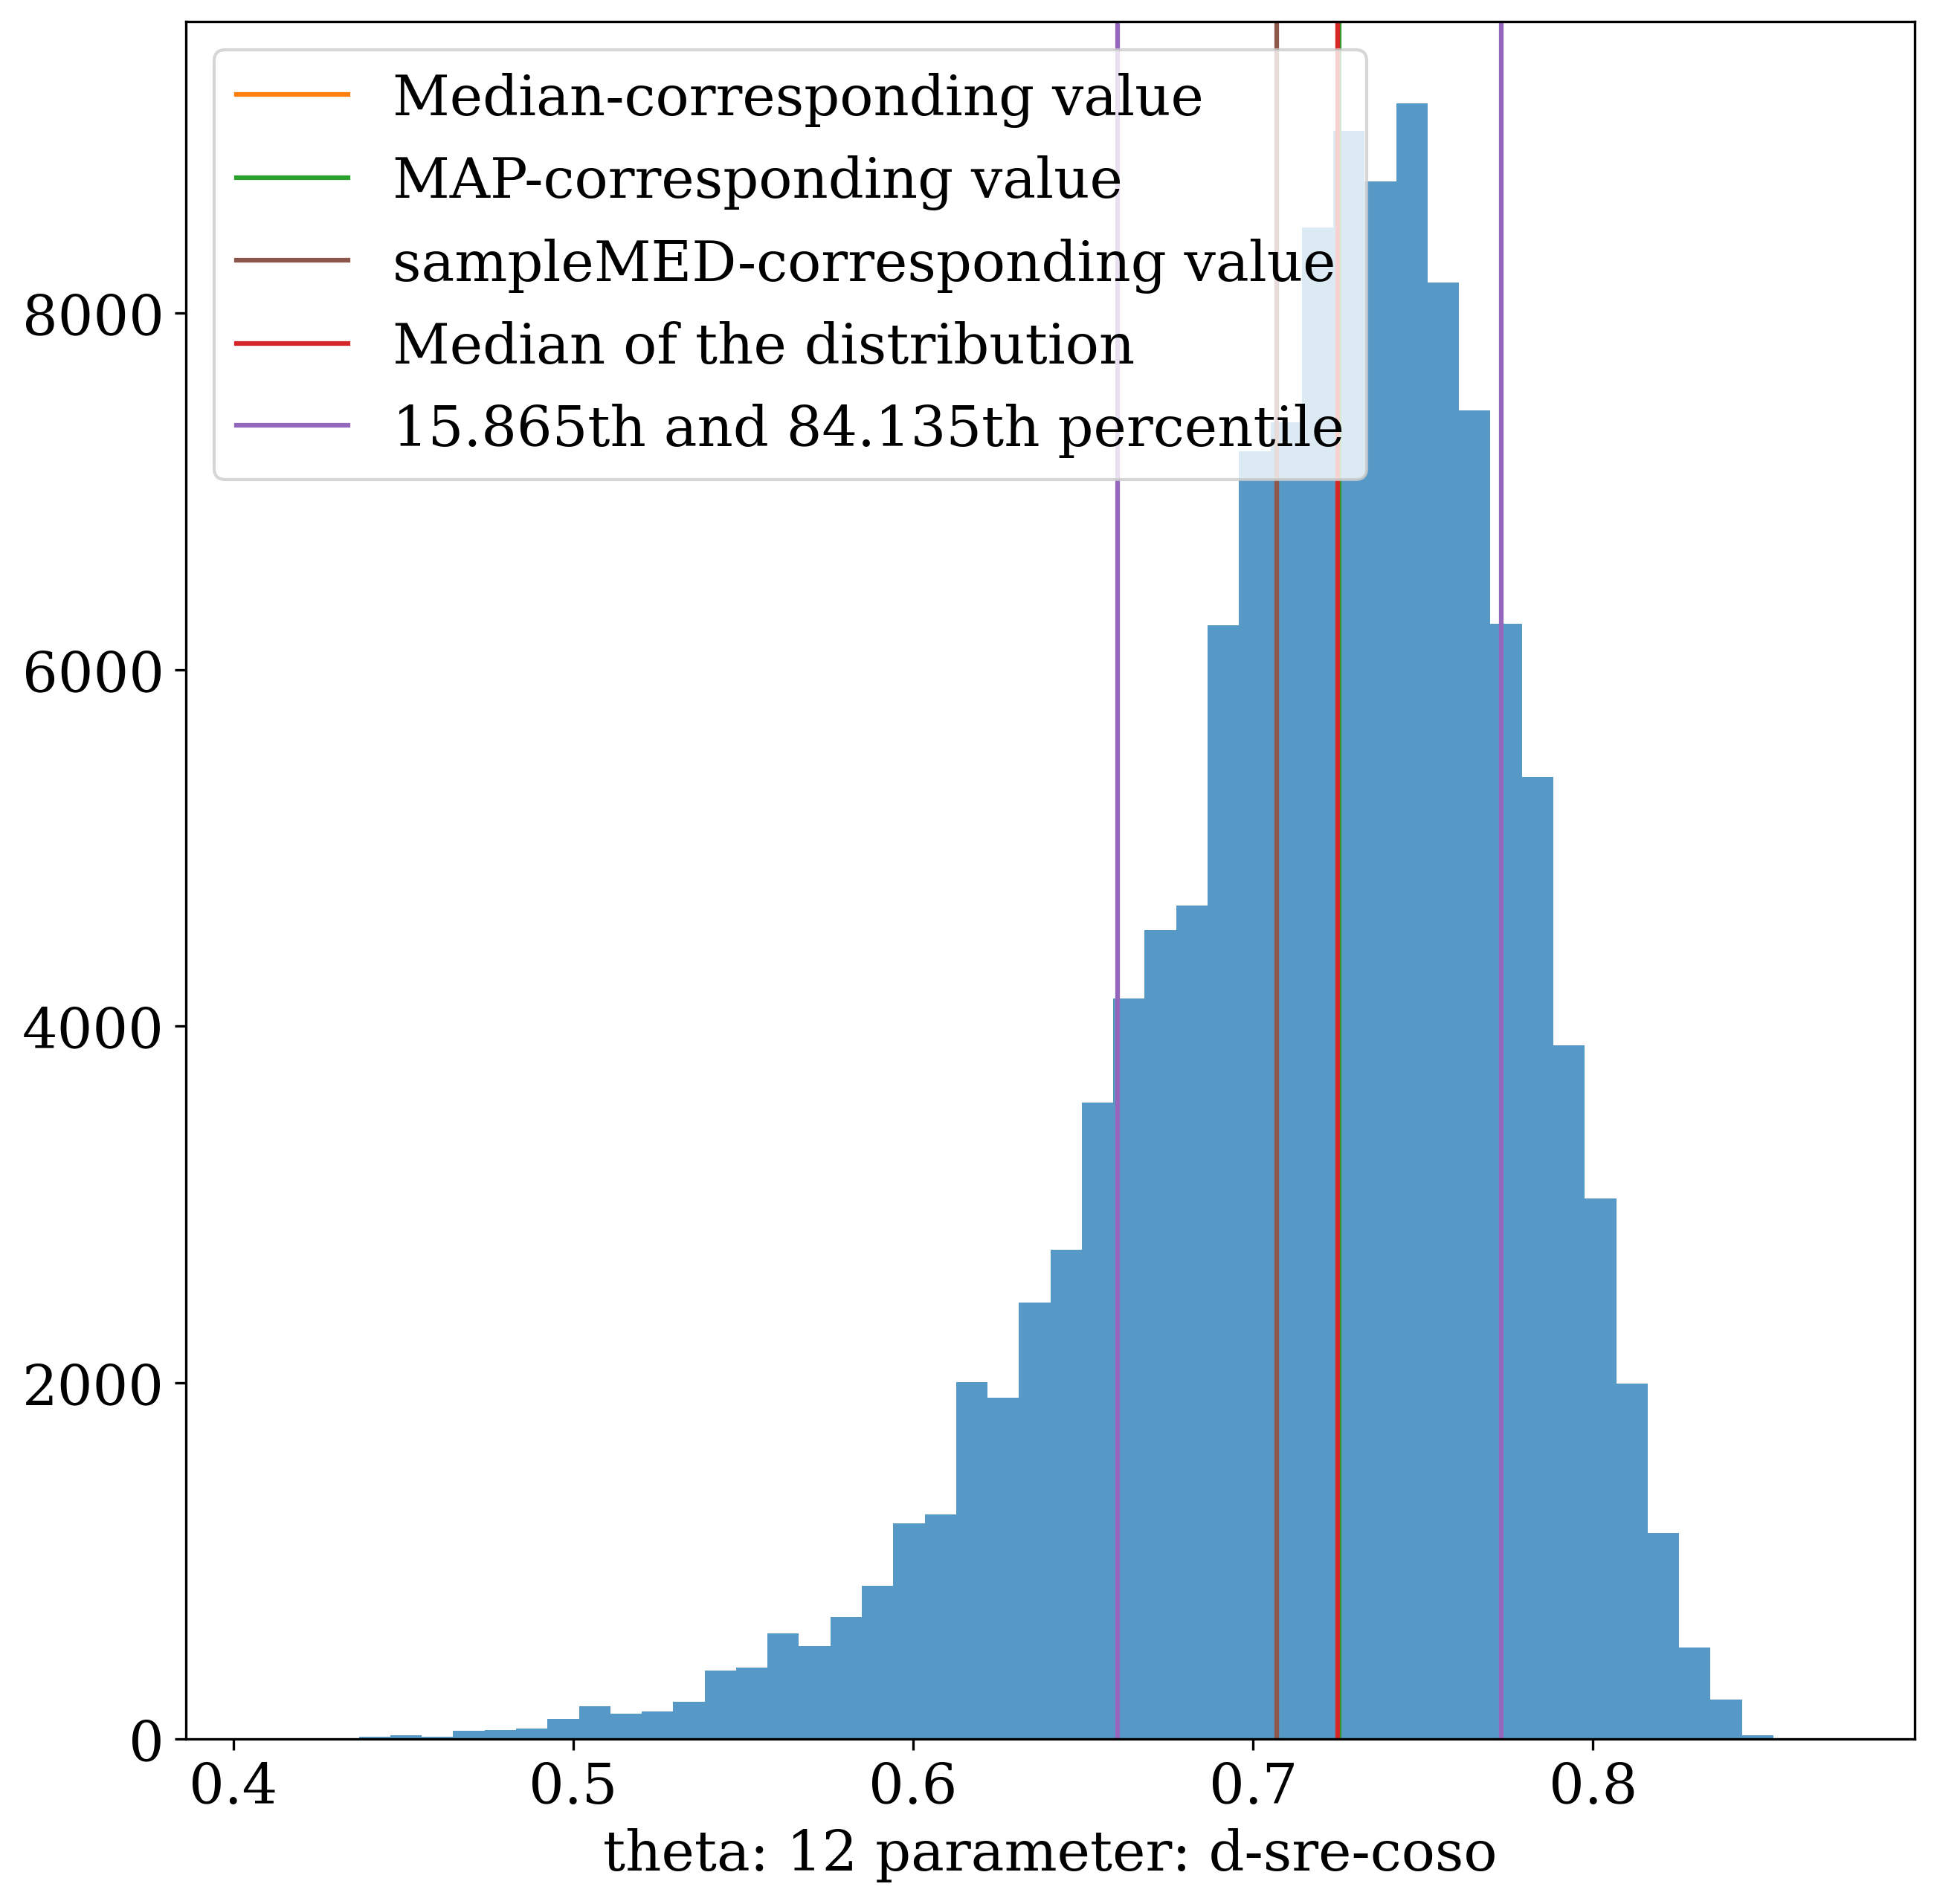 Median-corresponding value
MAP-corresponding value
sampleMED-corresponding value
Median of the distribution
15.865th and 84.135th percentile
8000
6000
4000
2000
0
0.4 0.5 0.6 0.7 0.8
theta: 12 parameter: d-sre-coso